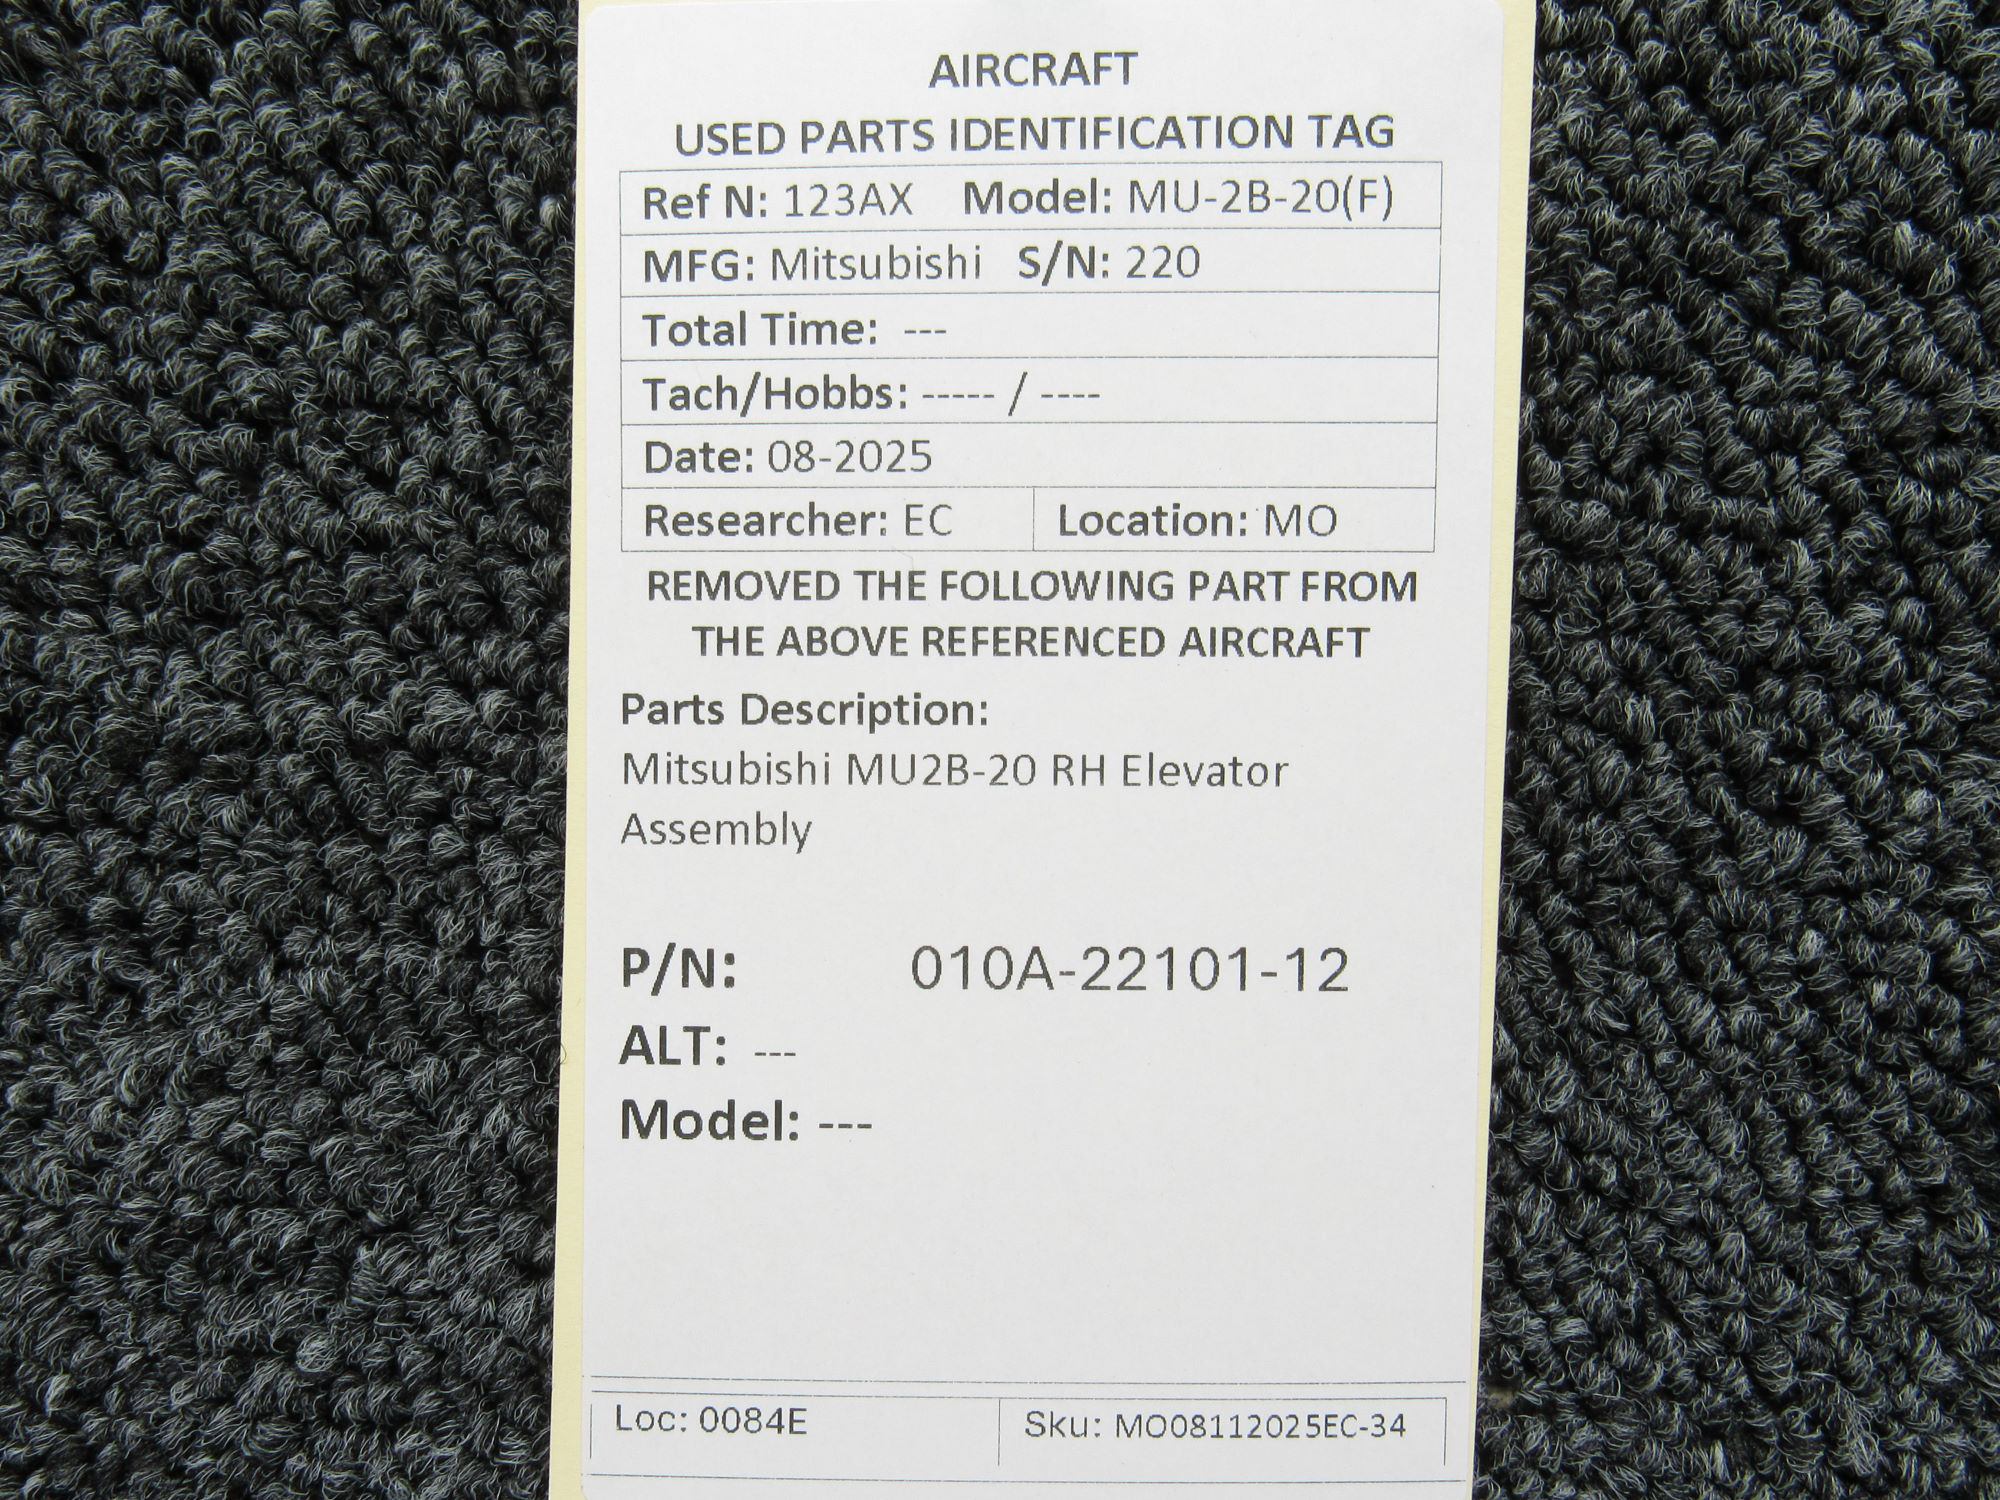 AIRCRAFT
USED PARTS IDENTIFICATION TAG
Ref N: 123AX Model: MU-2B-20(F)
MFG: Mitsubishi S/N: 220
Total Time: ---
Tach/Hobbs: ----- / ----
Date: 08-2025
Researcher: EC Location: MO
REMOVED THE FOLLOWING PART FROM
THE ABOVE REFERENCED AIRCRAFT
Parts Description:
Mitsubishi MU2B-20 RH Elevator
Assembly
P/N: 010A-22101-12
ALT: ---
Model: ---
Loc: 0084E Sku: MO08112025EC-34